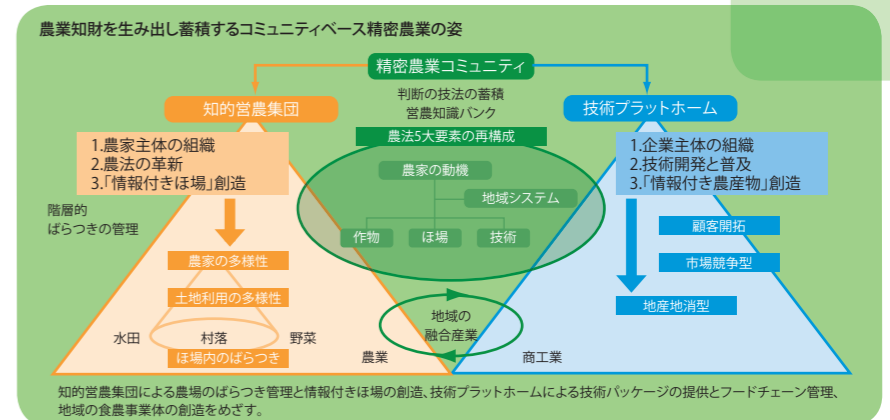 農業知財を生み出し蓄積するコミュニティベース精密農業の姿
精密農業コミュニティ
知的営農集団
判断の技法の蓄積
営農知識バンク
技術プラットホーム
農法5大要素の再構成
1.農家主体の組織
2.農法の革新
3.「情報付きほ場」創造
農家の動機
地域システム
作物
ほ場
技術
1.企業主体の組織
2.技術開発と普及
3.「情報付き農産物」創造
階層的
ばらつきの管理
農家の多様性
土地利用の多様性
水田
村落
野菜
ほ場内のばらつき
農業
地域の
融合産業
商工業
顧客開拓
市場競争型
地産地消型
知的営農集団による農場のばらつき管理と情報付きほ場の創造、技術プラットホームによる技術パッケージの提供とフードチェーン管理、
地域の食農事業体の創造をめざす。